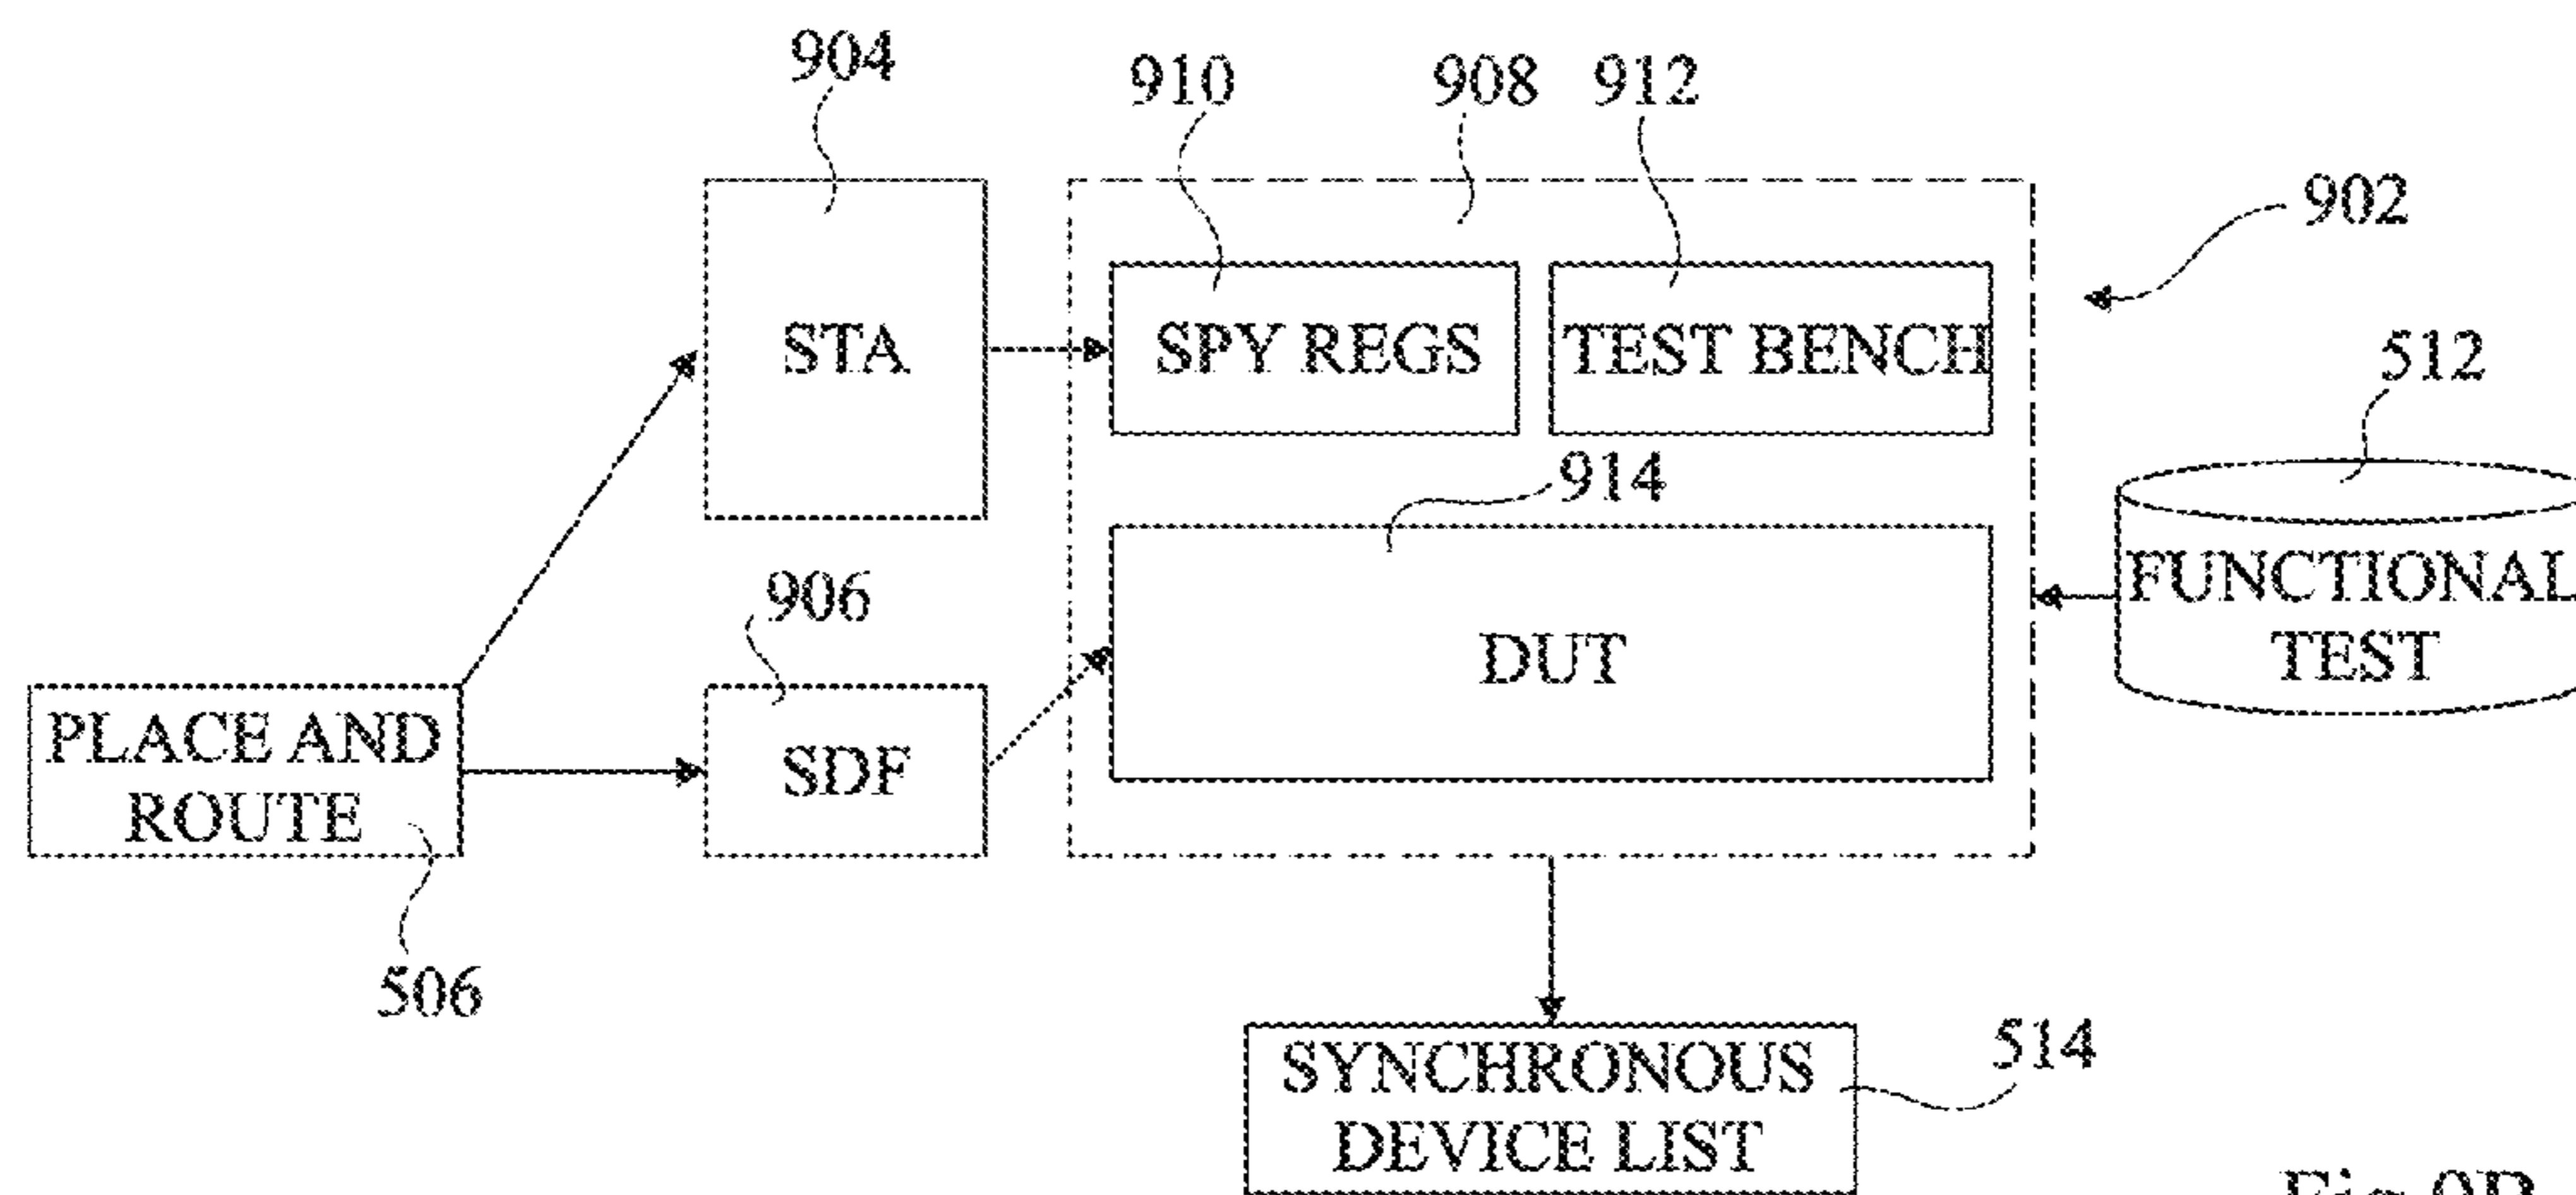 904
910
908
912
902
STA
SPY REGS
TEST BENCH
512
914
906
FUNCTIONAL
TEST
DUT
PLACE AND
ROUTE
SDF
506
SYNCHRONOUS
DEVICE LIST
514